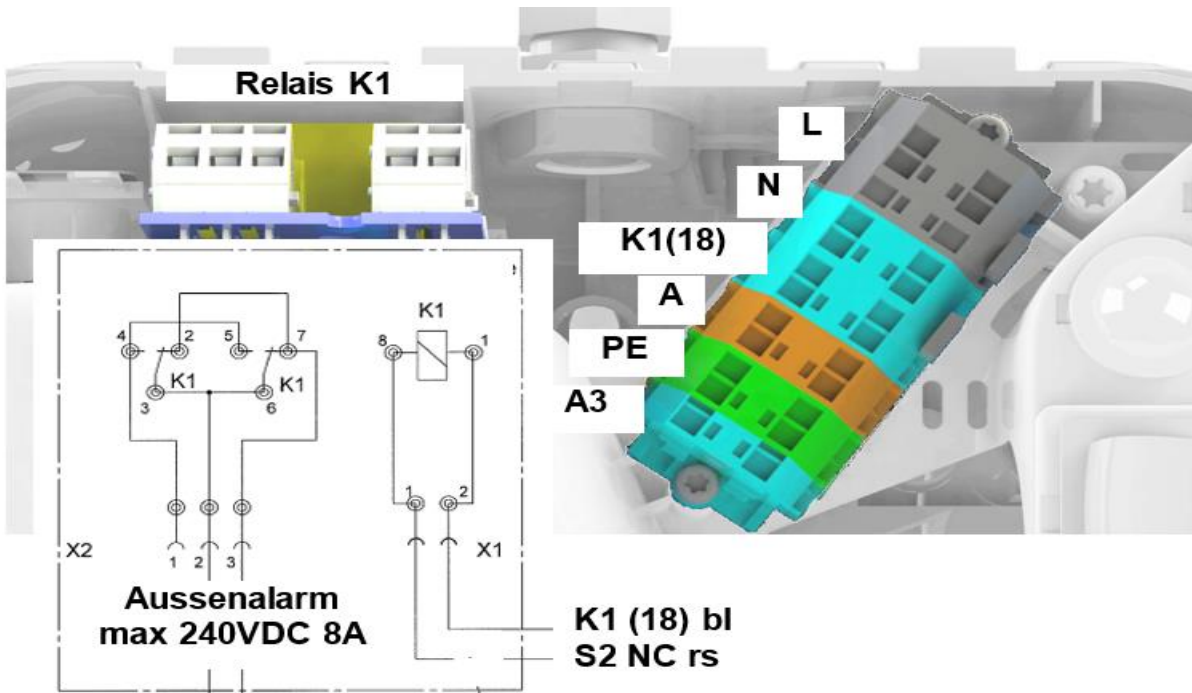 Relais K1
L
N
K1(18)
A
PE
A3
K1
4 2 5 7
8 1
K1 K1
3 6
1 2
X2 X1
1 2 3
Aussenalarm
max 240VDC 8A
K1 (18) bl
S2 NC rs